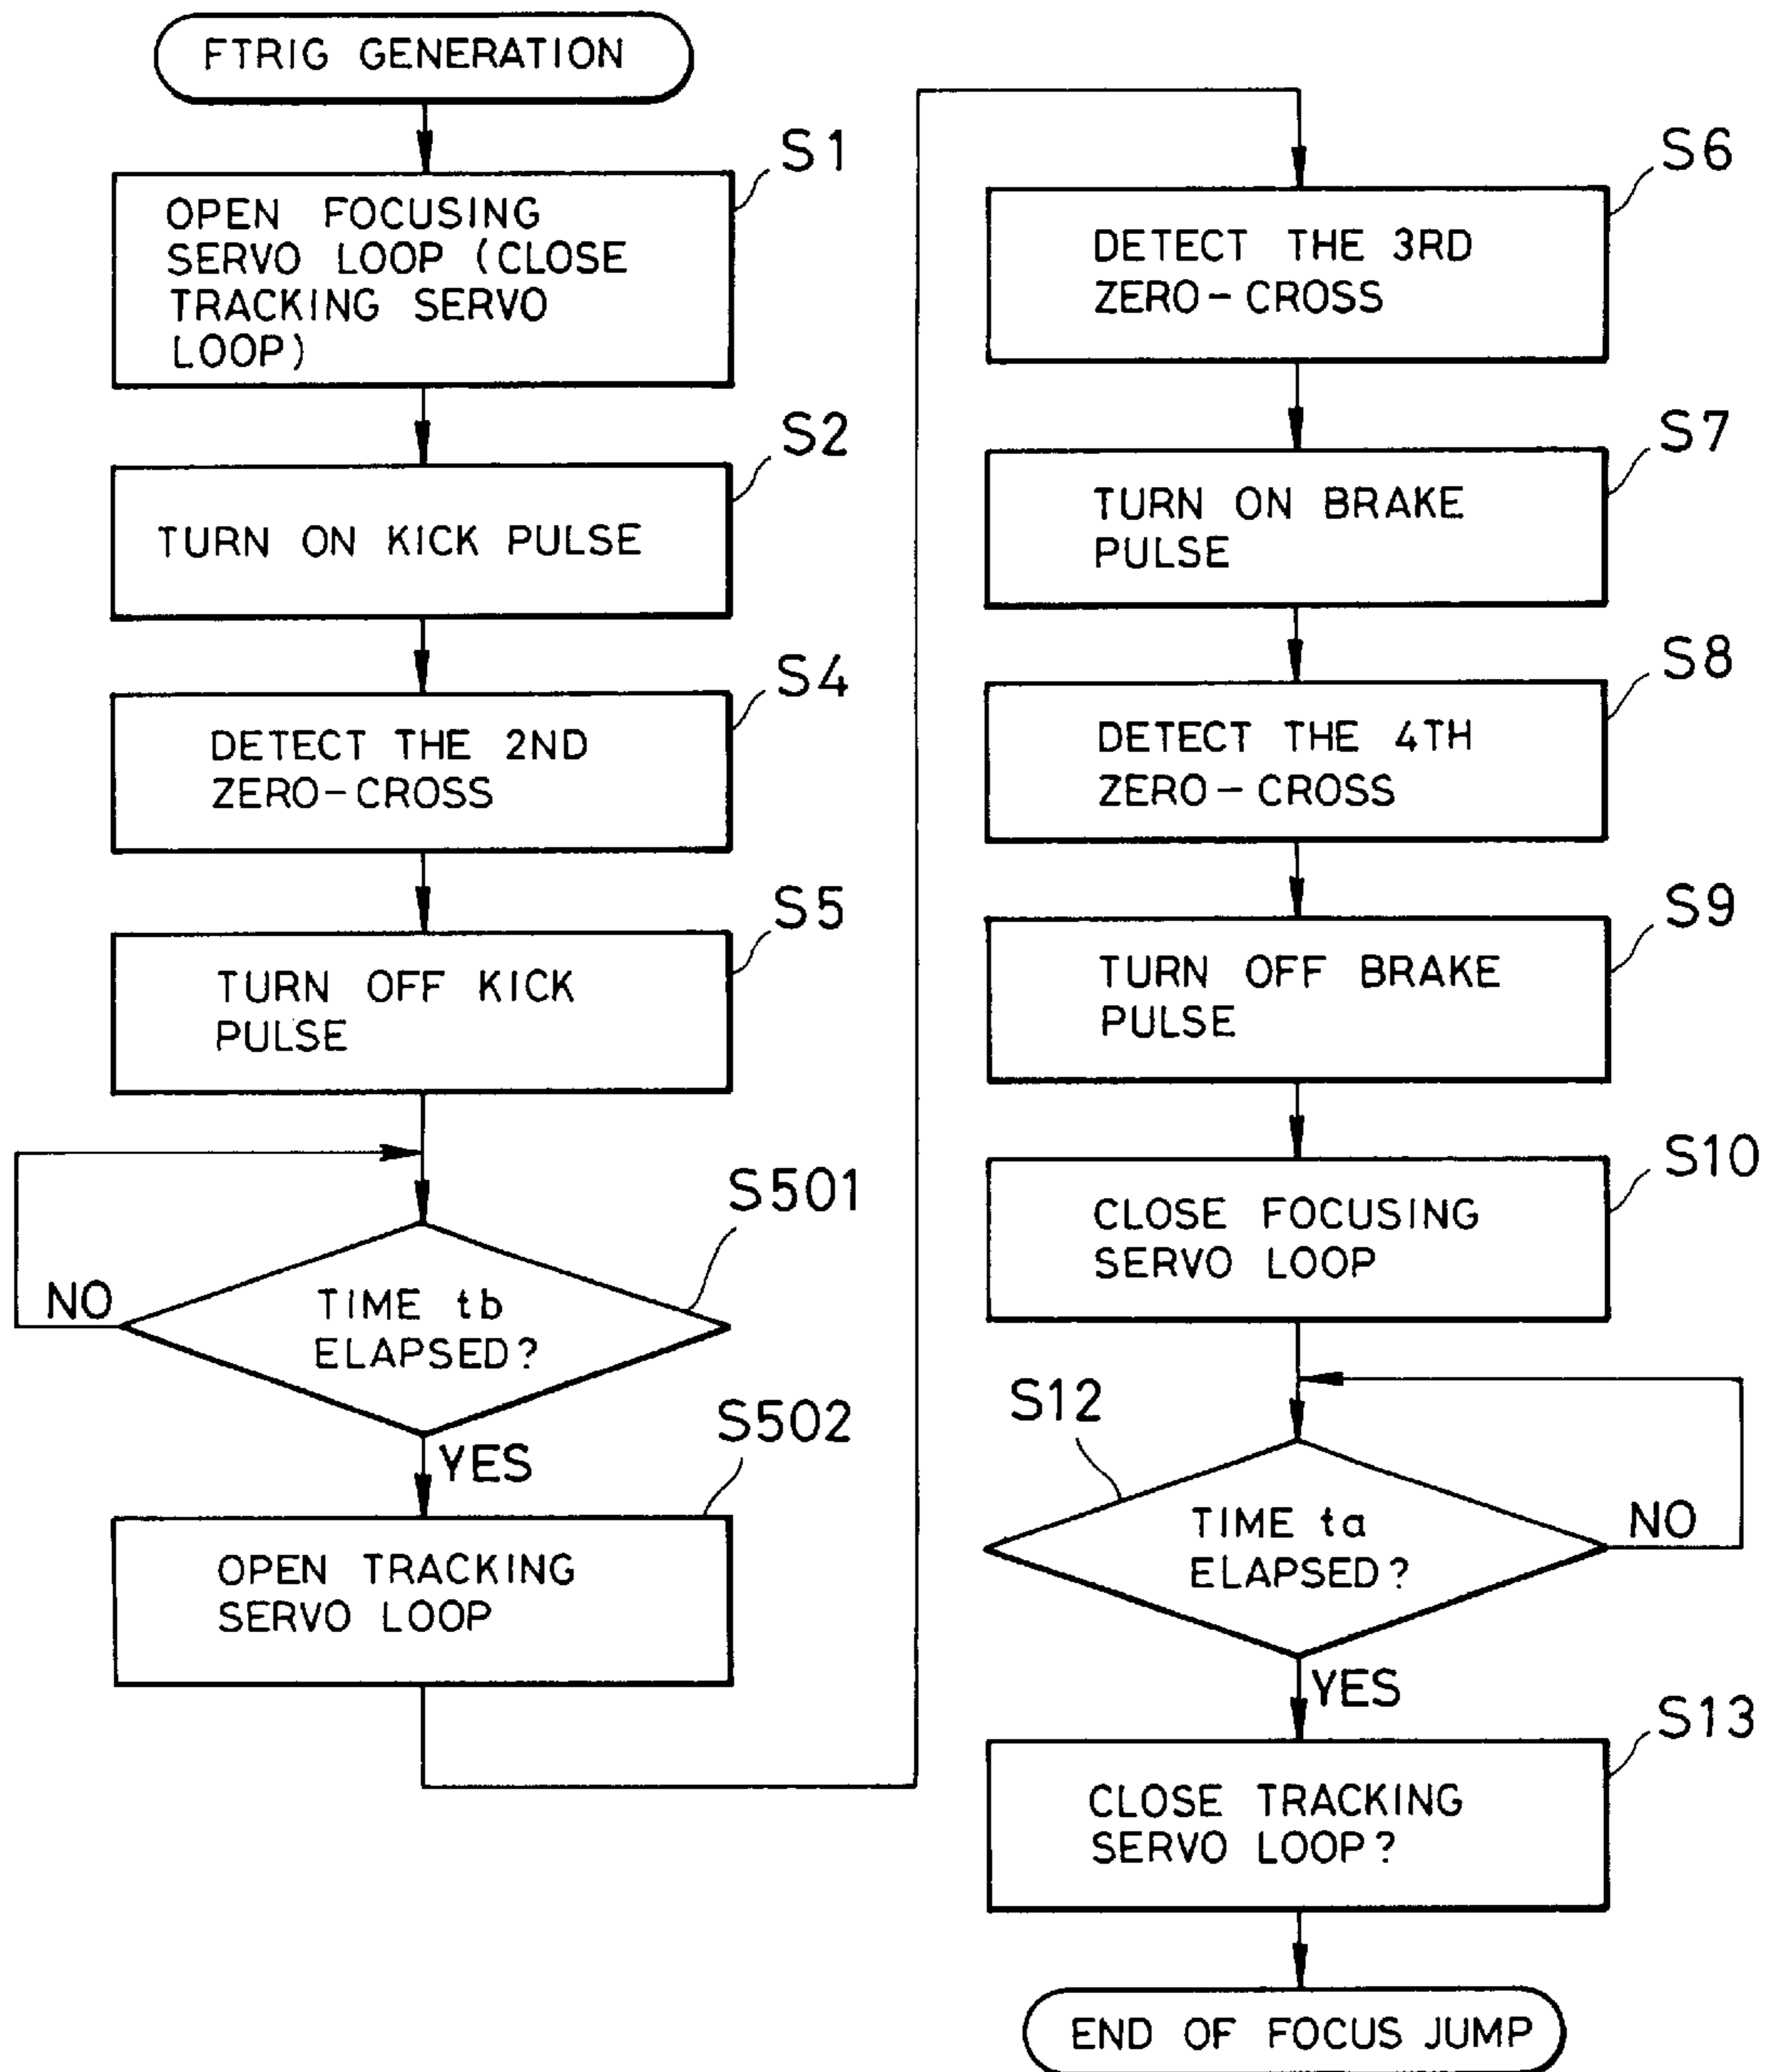 FTRIG GENERATION
S1
OPEN FOCUSING
SERVO LOOP (CLOSE
TRACKING SERVO
LOOP)
S2
TURN ON KICK PULSE
S4
DETECT THE 2ND
ZERO-CROSS
S5
TURN OFF KICK
PULSE
S501
NO
TIME tb
ELAPSED?
YES
S502
OPEN TRACKING
SERVO LOOP
S6
DETECT THE 3RD
ZERO-CROSS
S7
TURN ON BRAKE
PULSE
S8
DETECT THE 4TH
ZERO-CROSS
S9
TURN OFF BRAKE
PULSE
S10
CLOSE FOCUSING
SERVO LOOP
S12
TIME ta
ELAPSED?
NO
YES
S13
CLOSE TRACKING
SERVO LOOP?
END OF FOCUS JUMP